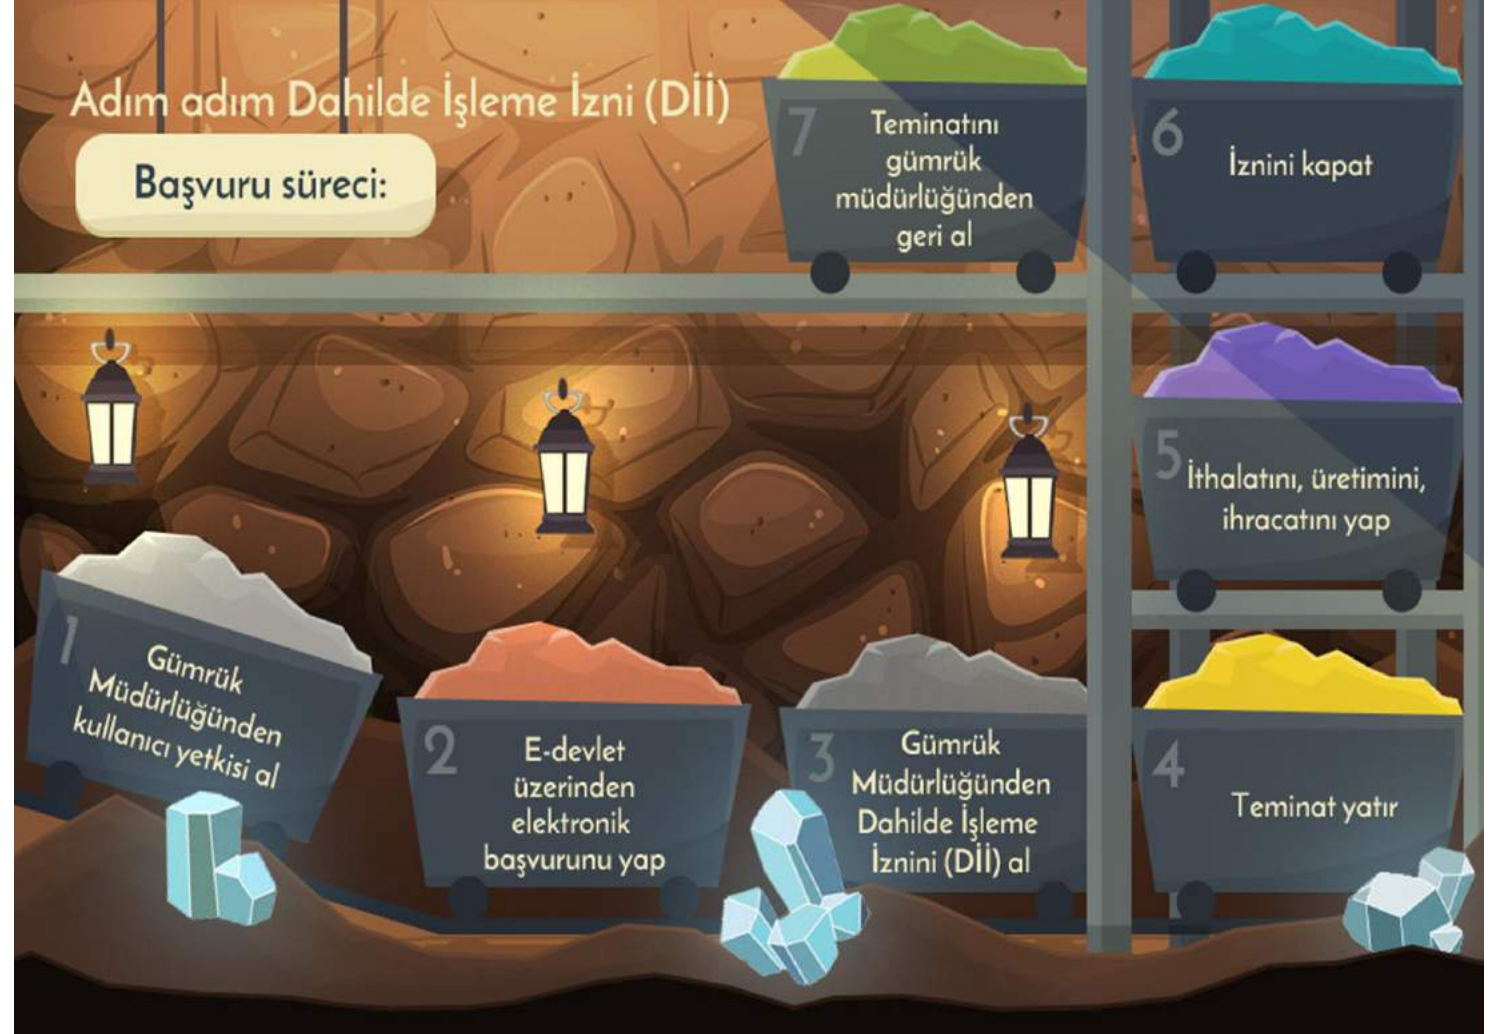 Adım adım Dahilde İşleme İzni (Dİİ)
Başvuru süreci:
1
Gümrük
Müdürlüğünden
kullanıcı yetkisi al
2
E-devlet
üzerinden
elektronik
başvurunu yap
3
Gümrük
Müdürlüğünden
Dahilde İşleme
İznini (Dİİ) al
4
Teminat yatır
5
İthalatını, üretimini,
ihracatını yap
6
İznini kapat
7
Teminatını
gümrük
müdürlüğünden
geri al